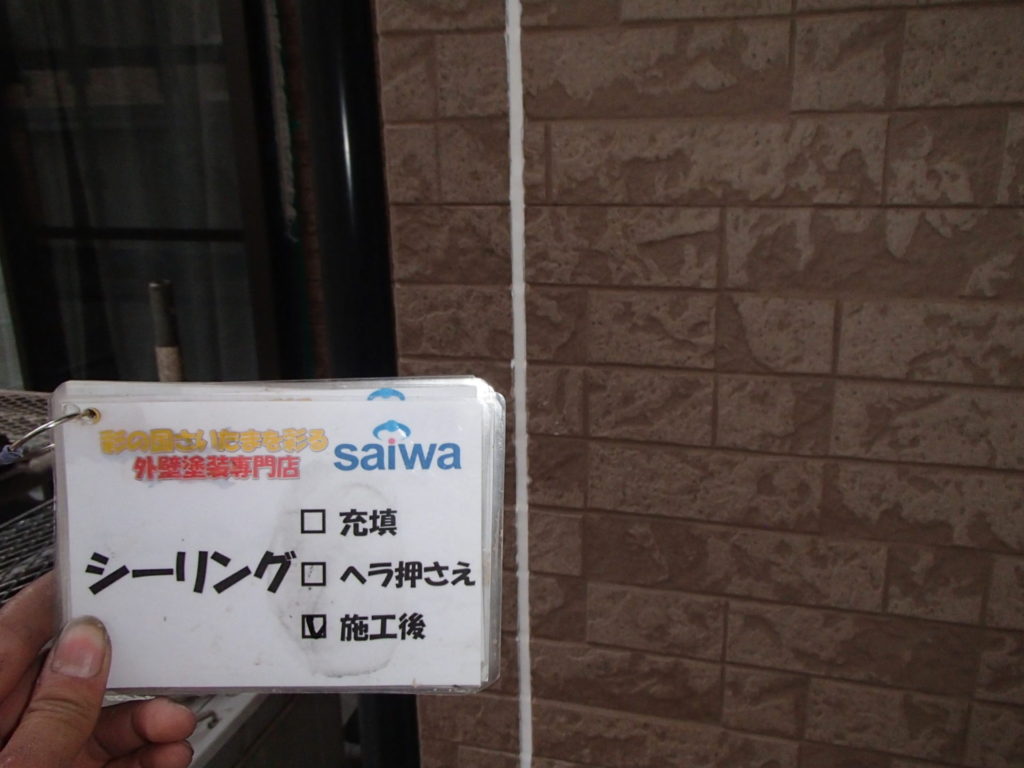 彩の国さいたまを彩る
外壁塗装専門店
saiwa
シーリング
□ 充填
□ ヘラ押さえ
☑ 施工後